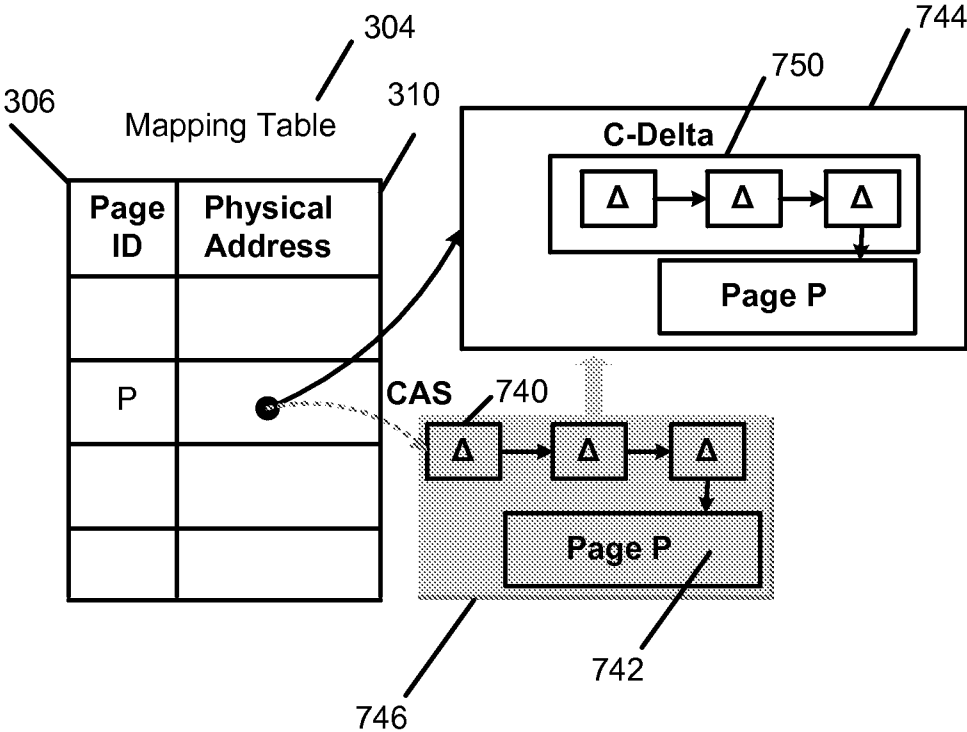 304
744
306
310
750
Mapping Table
C-Delta
Page ID
Physical Address
Δ Δ Δ
Page P
P
CAS
740
Δ Δ Δ
Page P
742
746